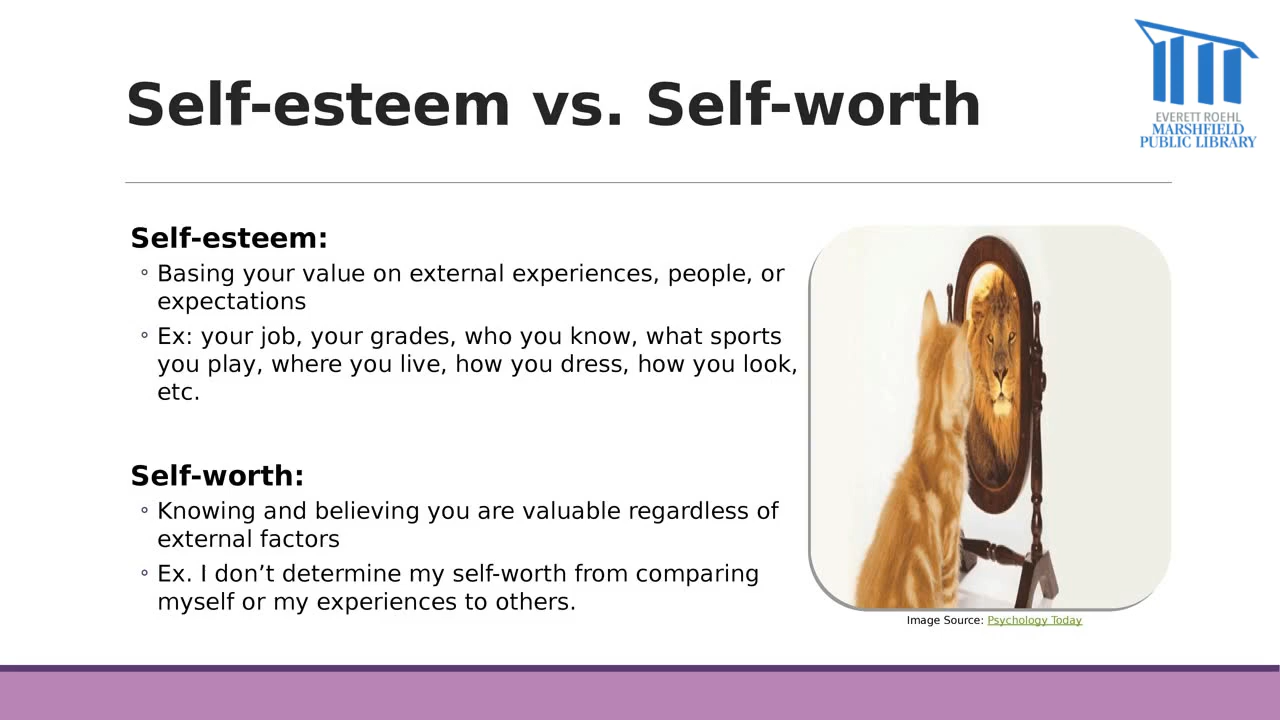 Self-esteem vs. Self-worth
EVERETT ROEHL
MARSHFIELD
PUBLIC LIBRARY
Self-esteem:
◦ Basing your value on external experiences, people, or
expectations
◦ Ex: your job, your grades, who you know, what sports
you play, where you live, how you dress, how you look,
etc.
Self-worth:
◦ Knowing and believing you are valuable regardless of
external factors
◦ Ex. I don’t determine my self-worth from comparing
myself or my experiences to others.
Image Source: Psychology Today